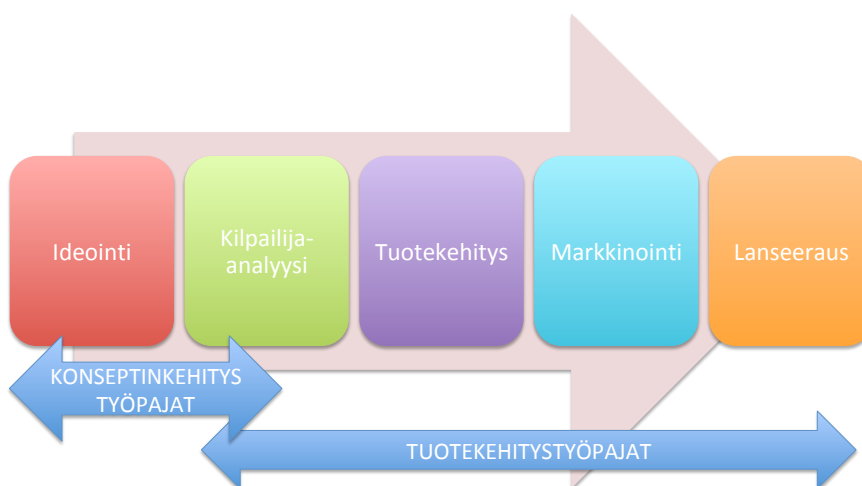 Ideointi
Kilpailija-
analyysi
Tuotekehitys
Markkinointi
Lanseeraus
KONSEPTINKEHITYS
TYÖPAJAT
TUOTEKEHITYSTYÖPAJAT